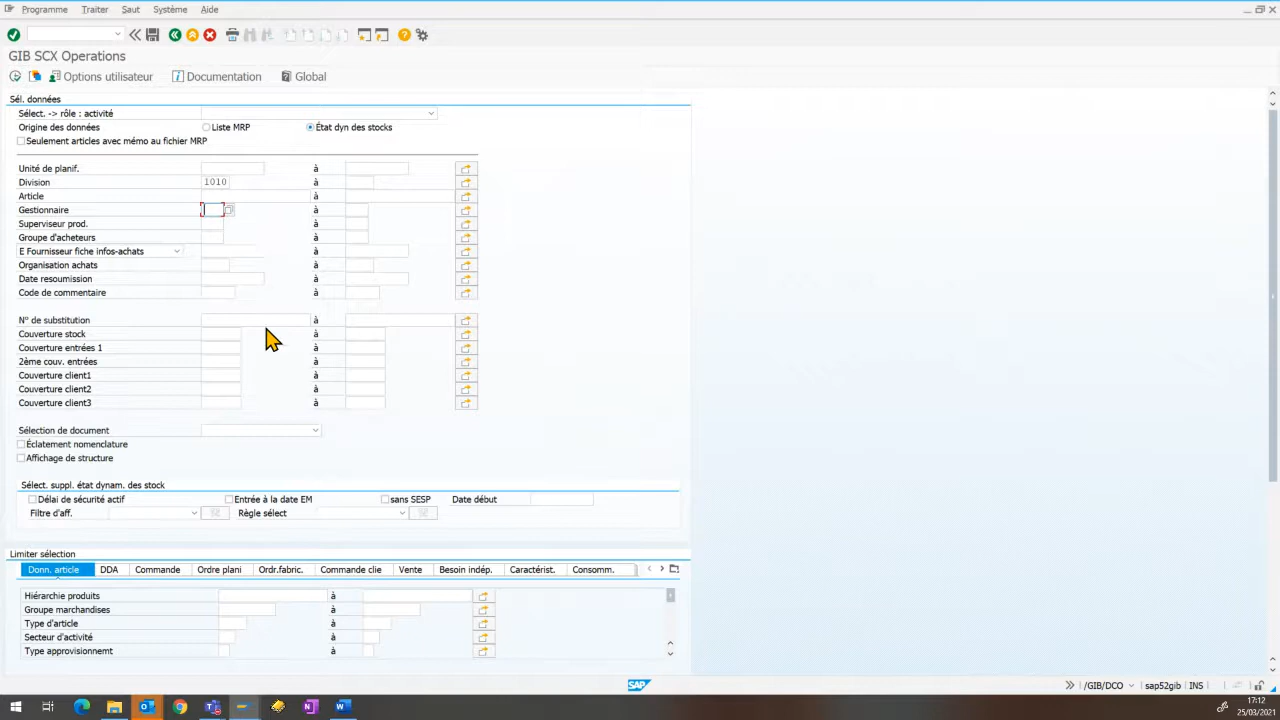 Programme Traiter Saut Système Aide
GIB SCX Operations
Options utilisateur Documentation Global
Sél. données
Sélect. -> rôle : activité
Origine des données Liste MRP État dyn des stocks
Seulement articles avec mémo au fichier MRP
Unité de planif. à
Division 1010 à
Article à
Gestionnaire à
Superviseur prod. à
Groupe d'acheteurs à
E Fournisseur fiche infos-achats à
Organisation achats à
Date resoumission à
Code de commentaire à
N° de substitution à
Couverture stock à
Couverture entrées 1 à
2ème couv. entrées à
Couverture client1 à
Couverture client2 à
Couverture client3 à
Sélection de document
Éclatement nomenclature
Affichage de structure
Sélect. suppl. état dynam. des stock
Délai de sécurité actif Entrée à la date EM sans SESP Date début
Filtre d'aff. Règle sélect
Limiter sélection
Donn. article DDA Commande Ordre plani Ordr.fabric. Commande clie Vente Besoin indép. Caractérist. Consomm.
Hiérarchie produits à
Groupe marchandises à
Type d'article à
Secteur d'activité à
Type approvisionnemt à
SAP /GIB/DCO sap52gib INS
17:12
25/03/2021